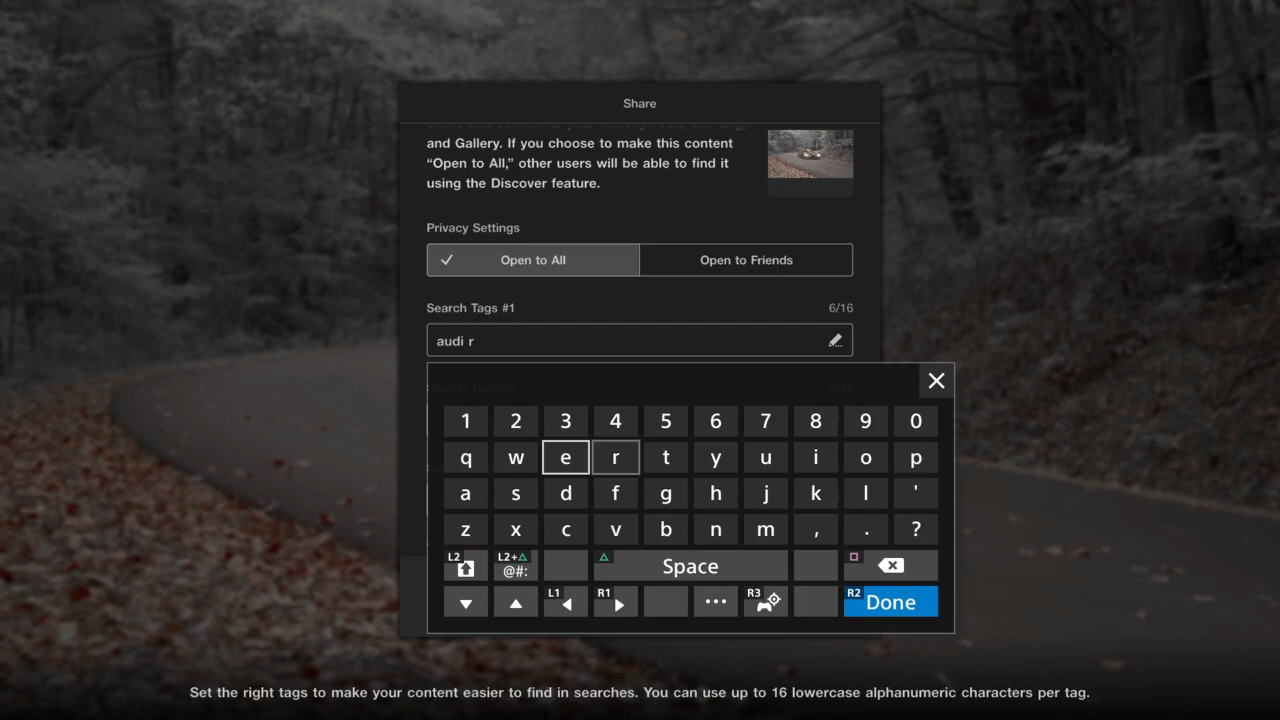 Share
and Gallery. If you choose to make this content
“Open to All,” other users will be able to find it
using the Discover feature.
Privacy Settings
Open to All
Open to Friends
Search Tags #1
6/16
audi r
1 2 3 4 5 6 7 8 9 0
q w e r t y u i o p
a s d f g h j k l '
z x c v b n m , . ?
L2 L2+△ @#: △ Space □
L1 R1 ... R3 R2 Done
Set the right tags to make your content easier to find in searches. You can use up to 16 lowercase alphanumeric characters per tag.